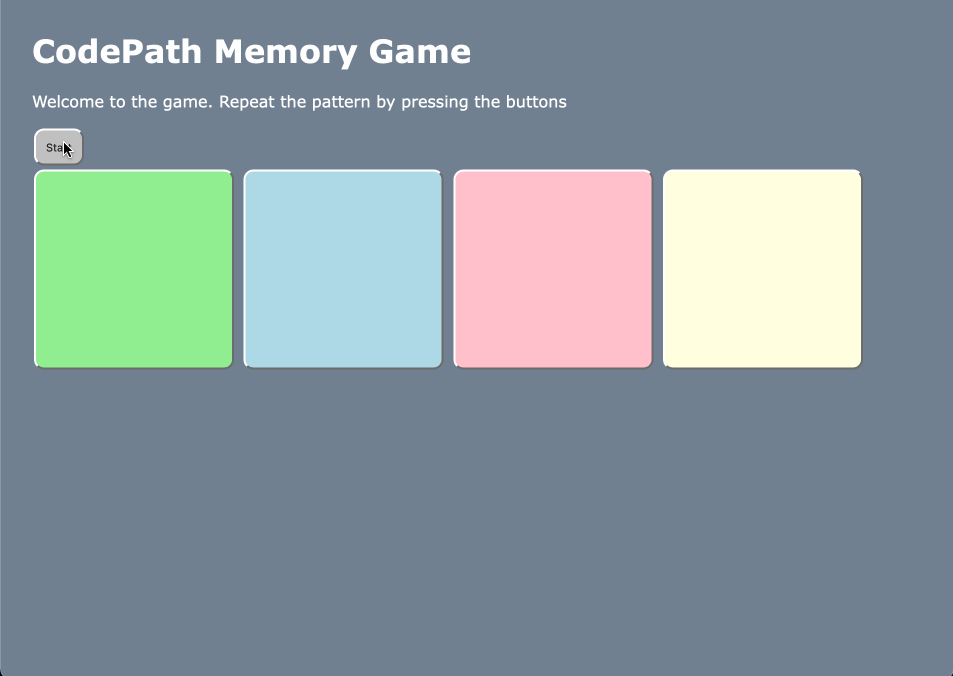 CodePath Memory Game
Welcome to the game. Repeat the pattern by pressing the buttons